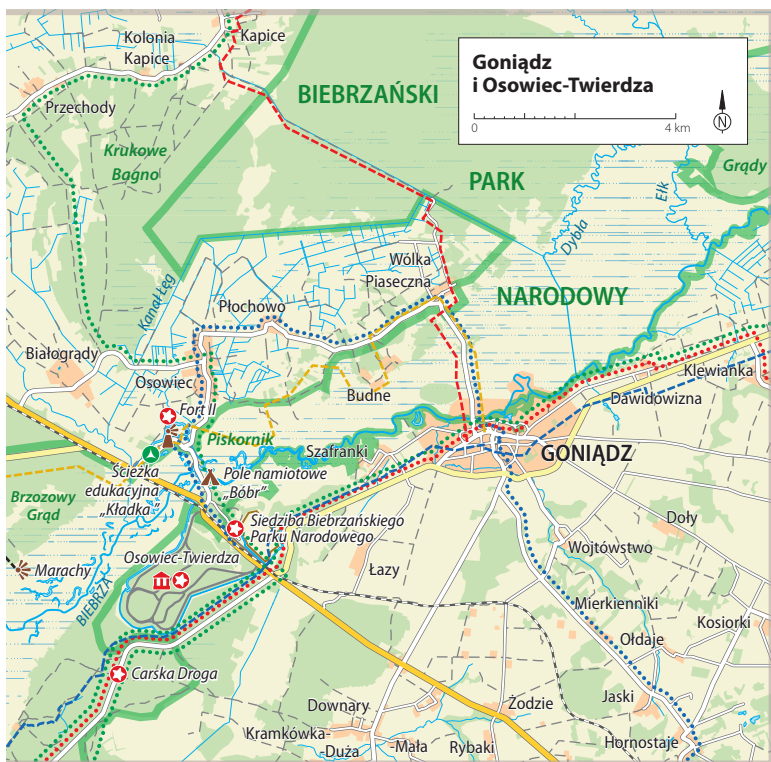 Goniądz
i Osowiec-Twierdza
0
4 km
N
Kolonia
Kapice
Kapice
Przechody
BIEBRZAŃSKI
Krukowe
Bagno
PARK
Grądy
Ełk
Dybla
Wólka
Piaseczna
NARODOWY
Kanał Łęg
Płochowo
Białogrądy
Osowiec
Budne
Klewianka
Dawidowizna
Fort II
Piskornik
Szafranki
GONIĄDZ
Ścieżka
edukacyjna
„Kładka”
Pole namiotowe
„Bóbr”
Brzozowy
Grąd
Siedziba Biebrzańskiego
Parku Narodowego
Doły
Wojtówstwo
Osowiec-Twierdza
Marachy
BIEBRZA
Łazy
Mierkienniki
Ołdaje
Kosiorki
Carska Droga
Downary
Żodzie
Jaski
Kramkówka-
-Duża
-Mała
Rybaki
Hornostaje